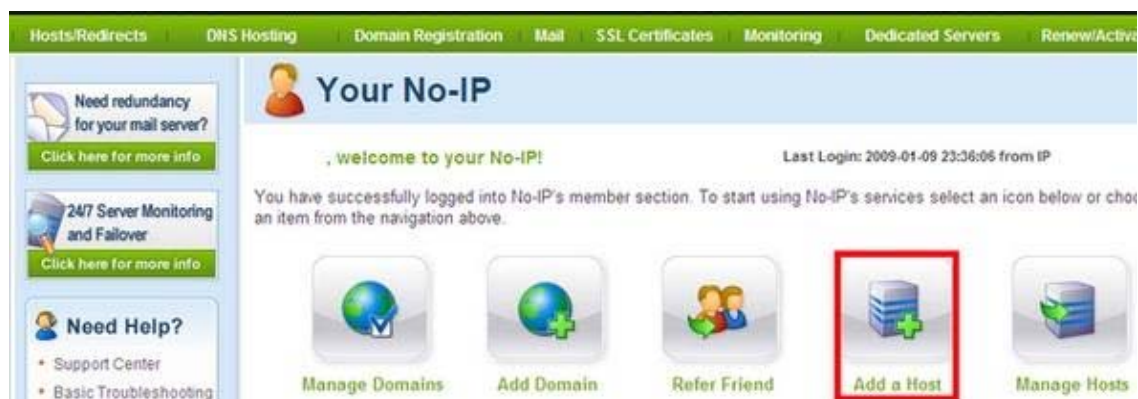 Hosts/Redirects DNS Hosting Domain Registration Mail SSL Certificates Monitoring Dedicated Servers
Your No-IP
Need redundancy
for your mail server?
Click here for more info
, welcome to your No-IP!
Last Login: 2009-01-09 23:36:06 from IP
You have successfully logged into No-IP's member section. To start using No-IP's services select an icon below or
an item from the navigation above.
24/7 Server Monitoring
and Failover
Click here for more info
Need Help?
• Support Center
• Basic Troubleshooting
Manage Domains
Add Domain
Refer Friend
Add a Host
Manage Hosts